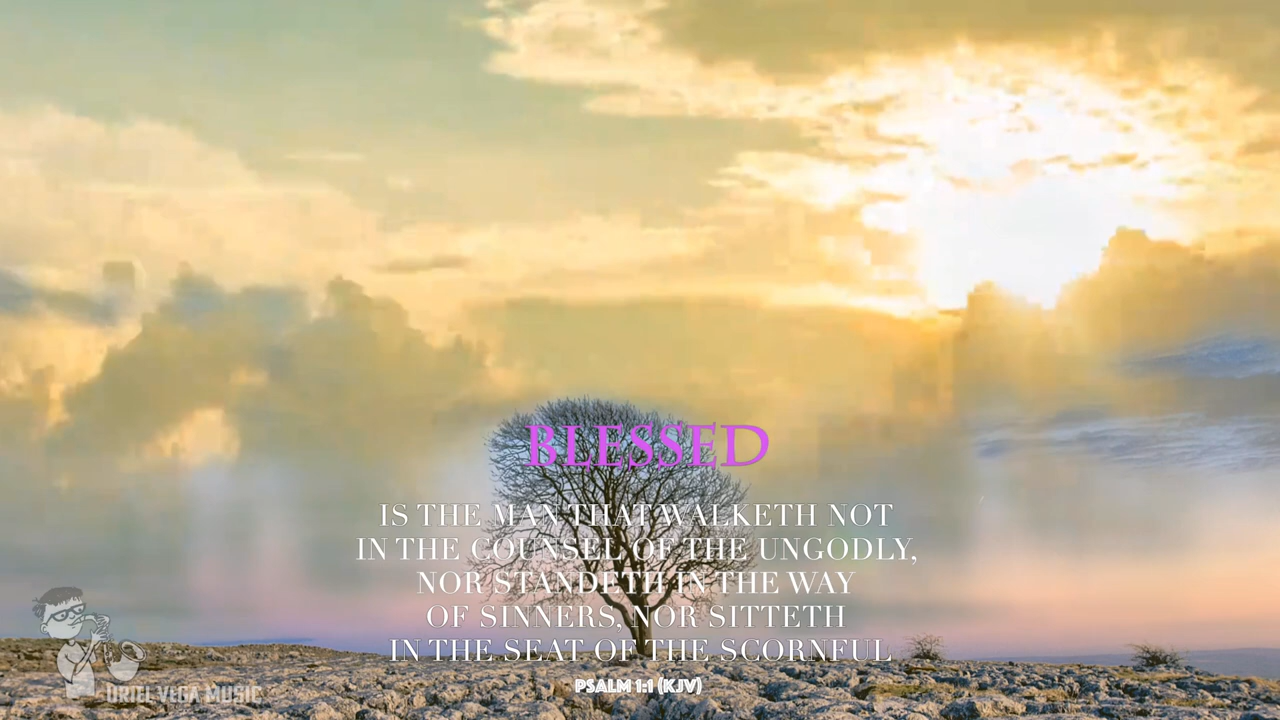 BLESSED
IS THE MAN THAT WALKETH NOT
IN THE COUNSEL OF THE UNGODLY,
NOR STANDETH IN THE WAY
OF SINNERS, NOR SITTETH
IN THE SEAT OF THE SCORNFUL
PSALM 1:1 (KJV)
ORIEL VEGA MUSIC